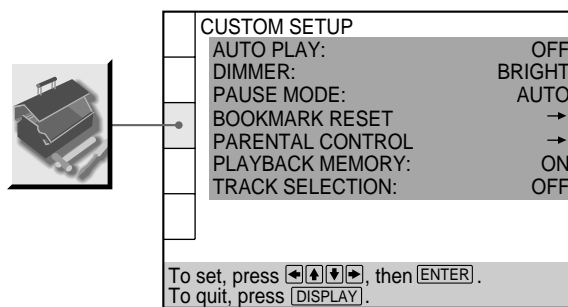 CUSTOM SETUP
AUTO PLAY: OFF
DIMMER: BRIGHT
PAUSE MODE: AUTO
BOOKMARK RESET →
PARENTAL CONTROL →
PLAYBACK MEMORY: ON
TRACK SELECTION: OFF
To set, press ←↑↓→, then ENTER.
To quit, press DISPLAY.